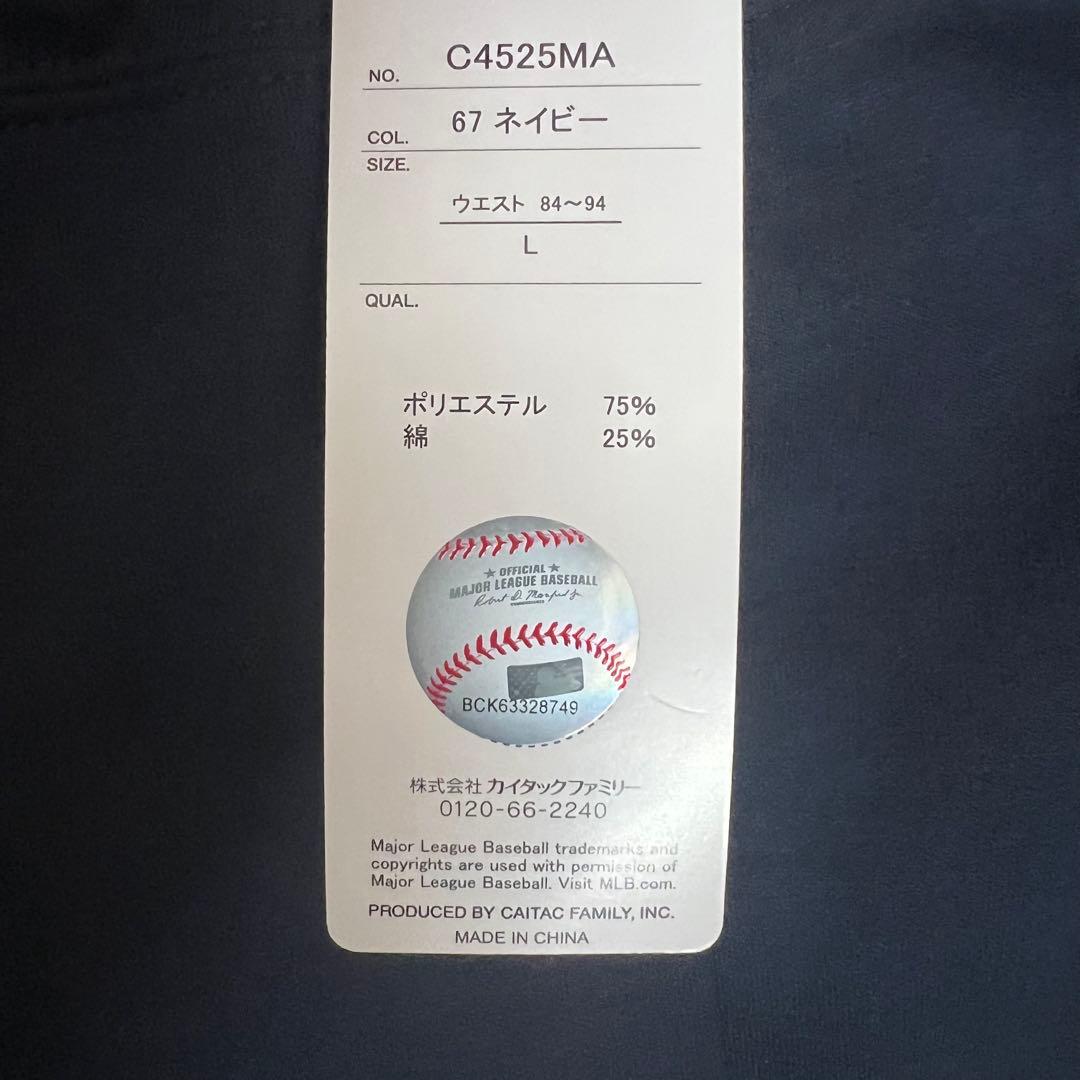 NO. C4525MA
COL. 67 ネイビー
SIZE.
ウエスト 84～94
L
QUAL.
ポリエステル 75%
綿 25%
★ OFFICIAL ★
MAJOR LEAGUE BASEBALL
BCK63328749
株式会社 カイタックファミリー
0120-66-2240
Major League Baseball trademarks and
copyrights are used with permission of
Major League Baseball. Visit MLB.com.
PRODUCED BY CAITAC FAMILY, INC.
MADE IN CHINA